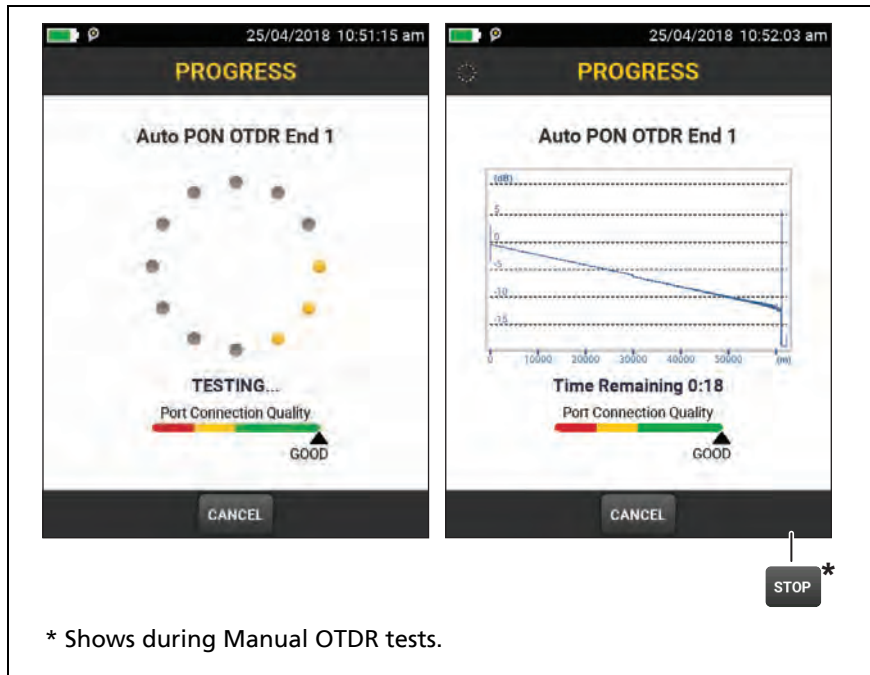 25/04/2018 10:51:15 am
PROGRESS
Auto PON OTDR End 1
TESTING...
Port Connection Quality
GOOD
CANCEL
25/04/2018 10:52:03 am
PROGRESS
Auto PON OTDR End 1
(dB)
5
0
-5
-10
-15
0 10000 20000 30000 40000 50000 (m)
Time Remaining 0:18
Port Connection Quality
GOOD
CANCEL
STOP *
* Shows during Manual OTDR tests.